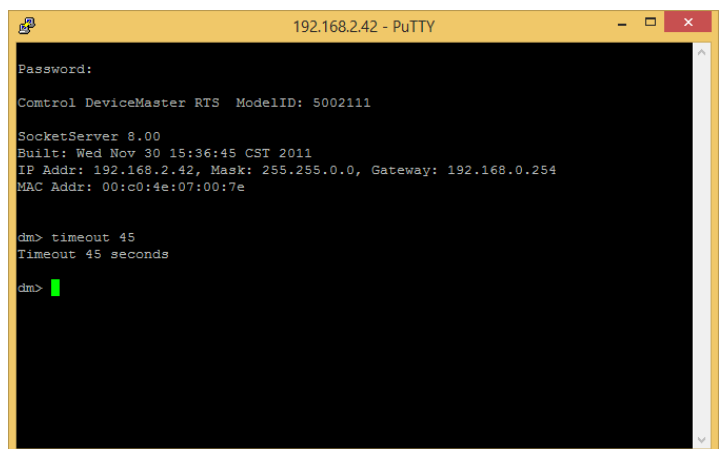 192.168.2.42 - PuTTY
Password:
Comtrol DeviceMaster RTS  ModelID: 5002111
SocketServer 8.00
Built: Wed Nov 30 15:36:45 CST 2011
IP Addr: 192.168.2.42, Mask: 255.255.0.0, Gateway: 192.168.0.254
MAC Addr: 00:c0:4e:07:00:7e
dm> timeout 45
Timeout 45 seconds
dm>